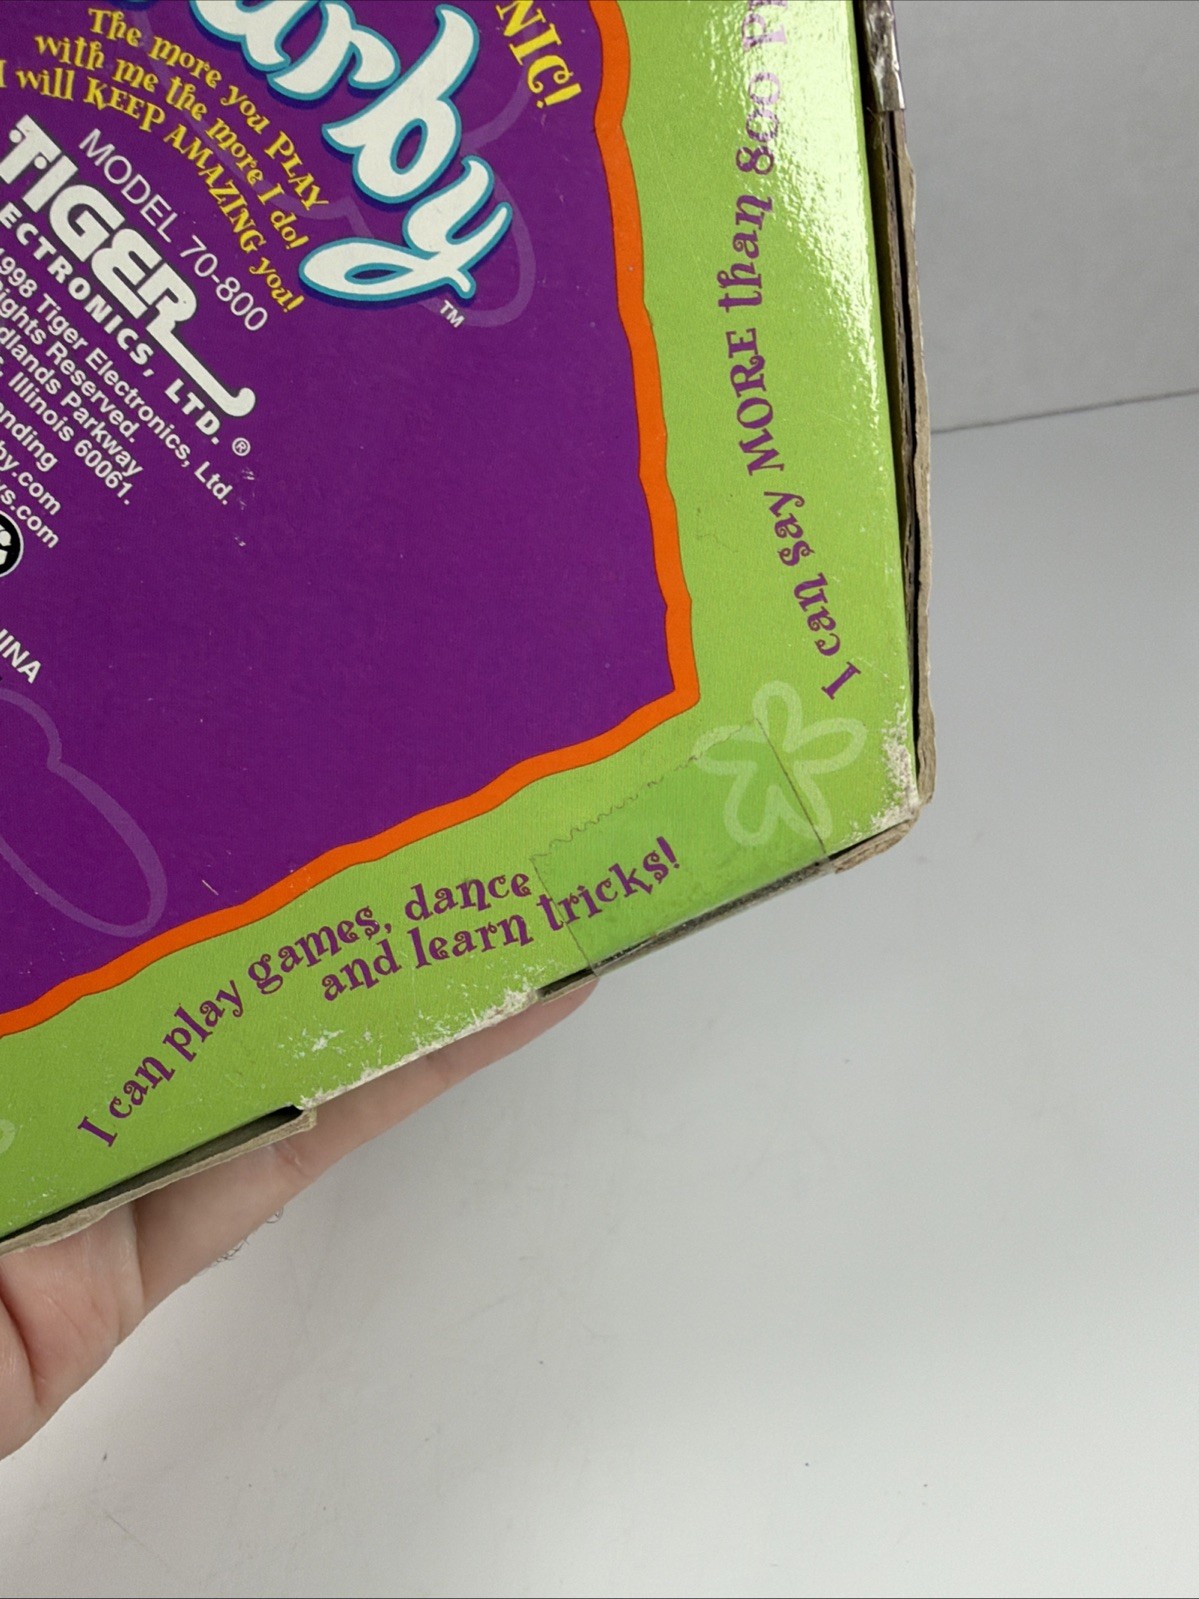 NIC!
The more you PLAY
with me the more I do!
I will KEEP AMAZING you!
MODEL 70-800
TIGER
ECTRONICS, LTD.®
1998 Tiger Electronics, Ltd.
ights Reserved.
dlands Parkway
Illinois 60061.
nding
by.com
ys.com
INA
urby
TM
I can say MORE than 800
I can play games, dance
and learn tricks!